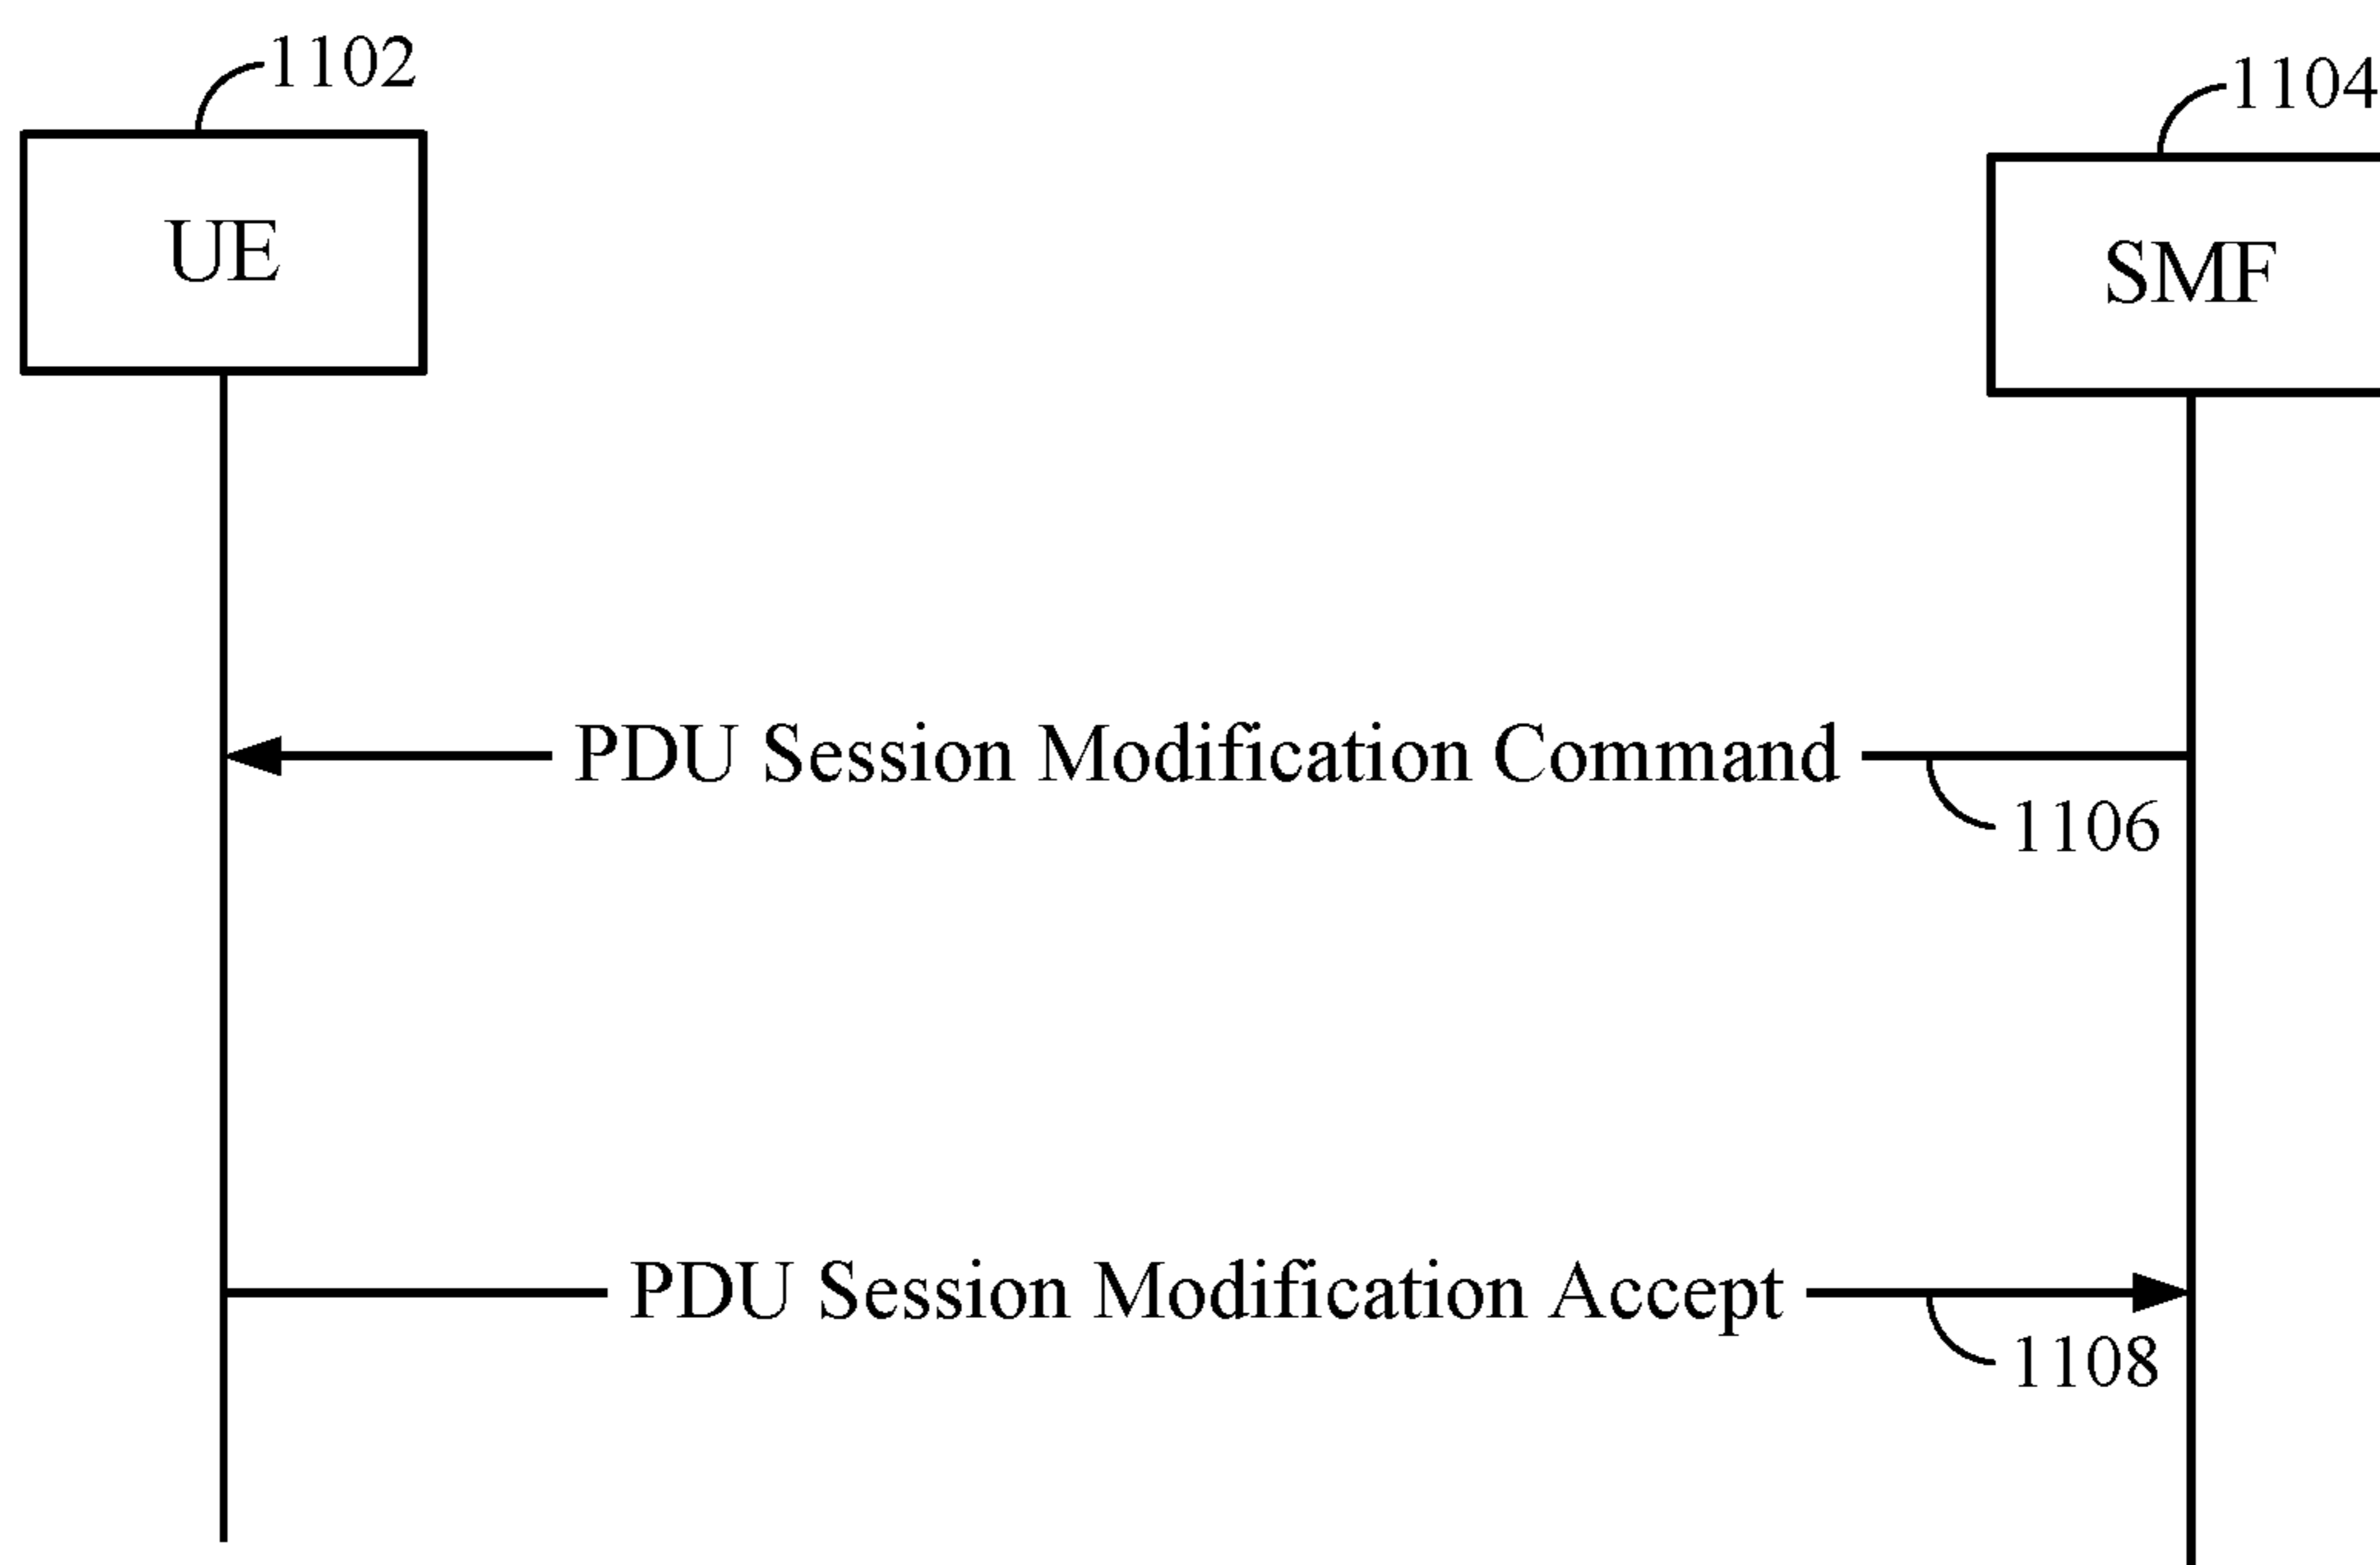 1102
1104
UE
SMF
PDU Session Modification Command
1106
PDU Session Modification Accept
1108